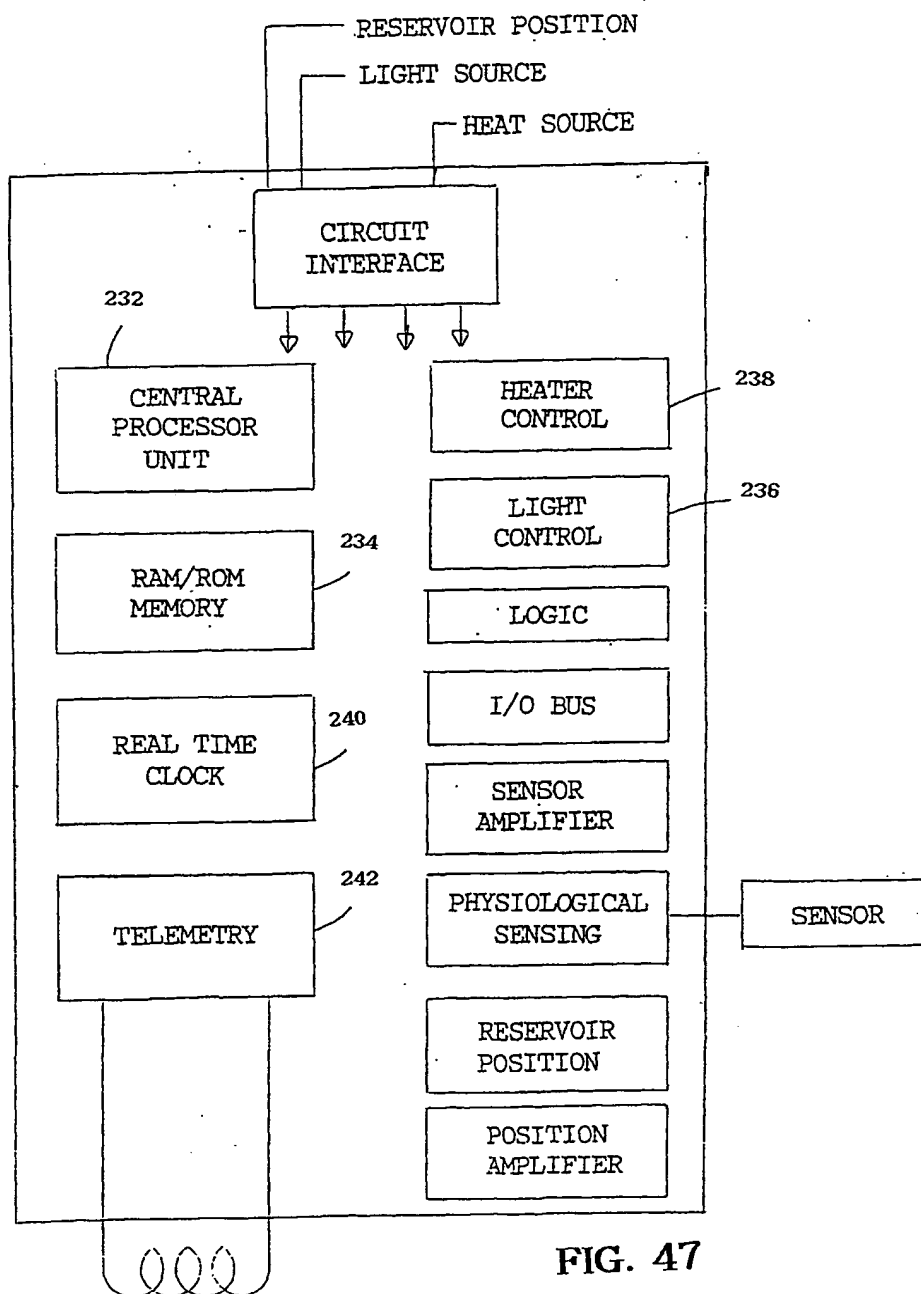 RESERVOIR POSITION
LIGHT SOURCE
HEAT SOURCE
CIRCUIT
INTERFACE
232
CENTRAL
PROCESSOR
UNIT
HEATER
CONTROL
238
LIGHT
CONTROL
236
RAM/ROM
MEMORY
234
LOGIC
I/O BUS
REAL TIME
CLOCK
240
SENSOR
AMPLIFIER
TELEMETRY
242
PHYSIOLOGICAL
SENSING
SENSOR
RESERVOIR
POSITION
POSITION
AMPLIFIER
FIG. 47